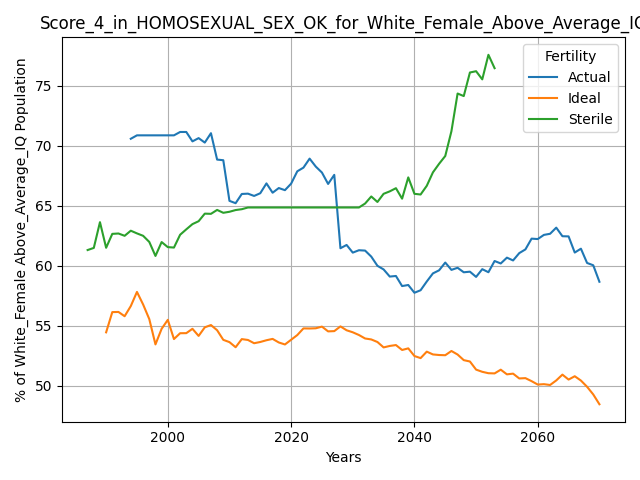 Score_4_in_HOMOSEXUAL_SEX_OK_for_White_Female_Above_Average_IQ
% of White_Female Above_Average_IQ Population
75
70
65
60
55
50
Fertility
Actual
Ideal
Sterile
2000
2020
2040
2060
Years